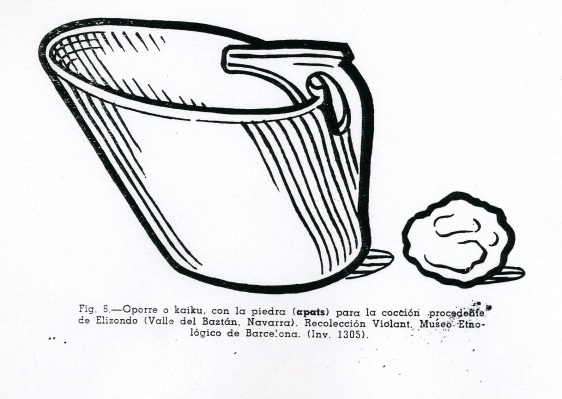 Fig. 6.—Oporre o kaiku, con la piedra (apats) para la cocción procedente
de Elizondo (Valle del Baztán, Navarra). Recolección Violant, Museo Etno-
lógico de Barcelona. (Inv. 1305).